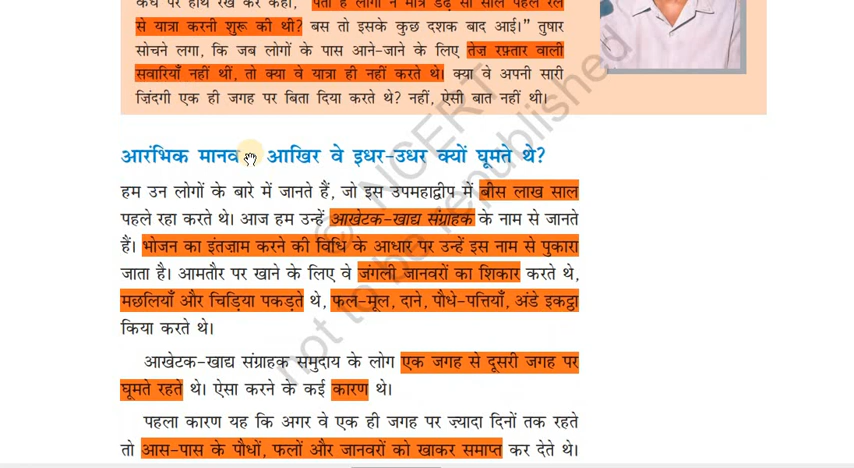 कंधे पर हाथ रख कर कहा, "पता है लोगों ने मात्र डेढ़ सौ साल पहले रेल
से यात्रा करनी शुरू की थी? बस तो इसके कुछ दशक बाद आई।” तुषार
सोचने लगा, कि जब लोगों के पास आने-जाने के लिए तेज़ रफ़्तार वाली
सवारियाँ नहीं थीं, तो क्या वे यात्रा ही नहीं करते थे। क्या वे अपनी सारी
ज़िंदगी एक ही जगह पर बिता दिया करते थे? नहीं, ऐसी बात नहीं थी।
आरंभिक मानव आखिर वे इधर-उधर क्यों घूमते थे?
हम उन लोगों के बारे में जानते हैं, जो इस उपमहाद्वीप में बीस लाख साल
पहले रहा करते थे। आज हम उन्हें आखेटक-खाद्य संग्राहक के नाम से जानते
हैं। भोजन का इंतज़ाम करने की विधि के आधार पर उन्हें इस नाम से पुकारा
जाता है। आमतौर पर खाने के लिए वे जंगली जानवरों का शिकार करते थे,
मछलियाँ और चिड़िया पकड़ते थे, फल-मूल, दाने, पौधे-पत्तियाँ, अंडे इकट्ठा
किया करते थे।
आखेटक-खाद्य संग्राहक समुदाय के लोग एक जगह से दूसरी जगह पर
घूमते रहते थे। ऐसा करने के कई कारण थे।
पहला कारण यह कि अगर वे एक ही जगह पर ज़्यादा दिनों तक रहते
तो आस-पास के पौधों, फलों और जानवरों को खाकर समाप्त कर देते थे।
© NCERT
not to be republished